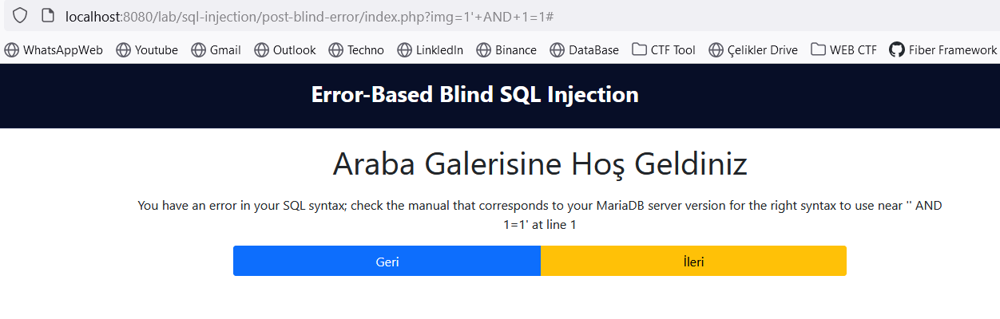 localhost:8080/lab/sql-injection/post-blind-error/index.php?img=1'+AND+1=1#
WhatsAppWeb Youtube Gmail Outlook Techno LinkledIn Binance DataBase CTF Tool Çelikler Drive WEB CTF Fiber Framework
Error-Based Blind SQL Injection
Araba Galerisine Hoş Geldiniz
You have an error in your SQL syntax; check the manual that corresponds to your MariaDB server version for the right syntax to use near '' AND
1=1' at line 1
Geri İleri